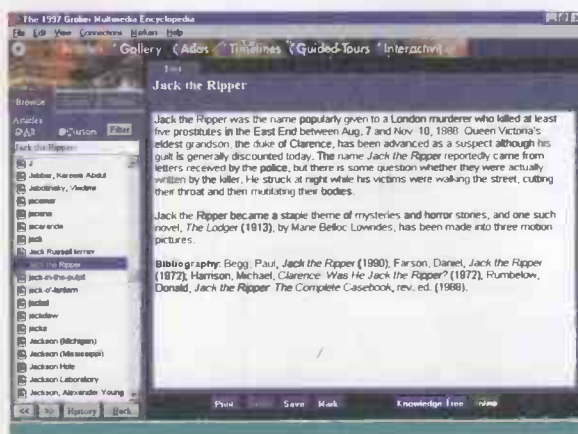 The 1997 Grolier Multimedia Encyclopedia
File Edit View Connections Markers Help
Gallery Atlas Timelines Guided Tours Interactivities
Text
Jack the Ripper
Browse
Articles
All Custom Filter
Jack the Ripper
J
Jabbar, Kareem Abdul
Jabotinsky, Vladimir
jacamar
jacana
jacaranda
jack
Jack Russell terrier
Jack the Ripper
jack-in-the-pulpit
jack-o'-lantern
jackal
jackdaw
jacks
Jackson (Michigan)
Jackson (Mississippi)
Jackson Hole
Jackson Laboratory
Jackson, Alexander Young
<< >> History Back
Jack the Ripper was the name popularly given to a London murderer who killed at least
five prostitutes in the East End between Aug. 7 and Nov. 10, 1888. Queen Victoria's
eldest grandson, the duke of Clarence, has been advanced as a suspect although his
guilt is generally discounted today. The name Jack the Ripper reportedly came from
letters received by the police, but there is some question whether they were actually
written by the killer. He struck at night while his victims were walking the street, cutting
their throat and then mutilating their bodies.
Jack the Ripper became a staple theme of mysteries and horror stories, and one such
novel, The Lodger (1913), by Marie Belloc Lowndes, has been made into three motion
pictures.
Bibliography: Begg, Paul, Jack the Ripper (1990); Farson, Daniel, Jack the Ripper
(1972); Harrison, Michael, Clarence: Was He Jack the Ripper? (1972); Rumbelow,
Donald, Jack the Ripper: The Complete Casebook, rev. ed. (1988).
Print Save Mark Knowledge Tree